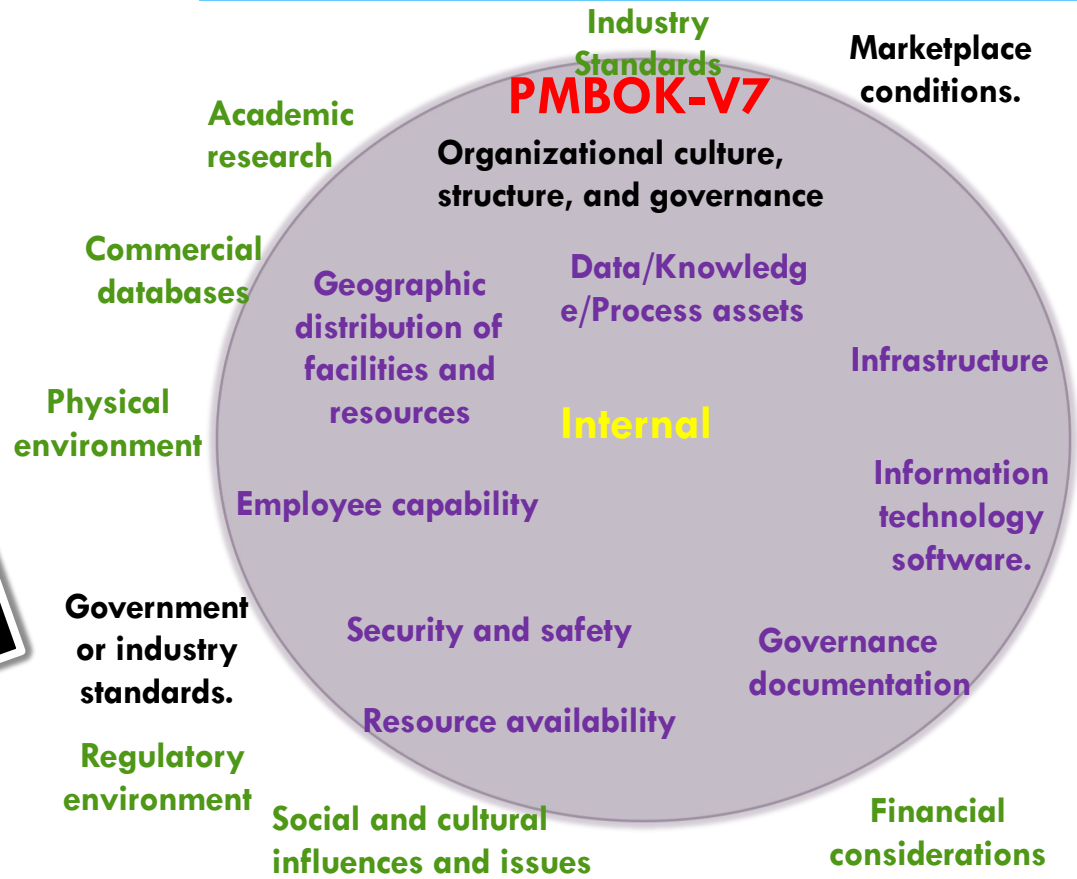 Industry
Standards
Marketplace
conditions.
PMBOK-V7
Academic
research
Organizational culture,
structure, and governance
Commercial
databases
Geographic
distribution of
facilities and
resources
Data/Knowledg
e/Process assets
Infrastructure
Physical
environment
Internal
Information
technology
software.
Employee capability
Government
or industry
standards.
Security and safety
Governance
documentation
Resource availability
Regulatory
environment
Social and cultural
influences and issues
Financial
considerations